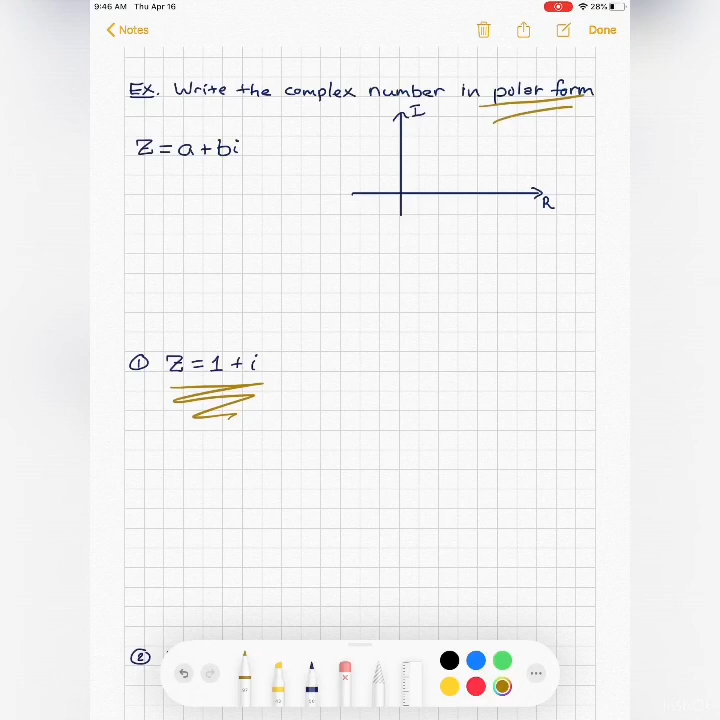 9:46 AM Thu Apr 16
28%
Notes
Done
Ex. Write the complex number in polar form
I
Z = a + bi
R
① Z = 1 + i
②